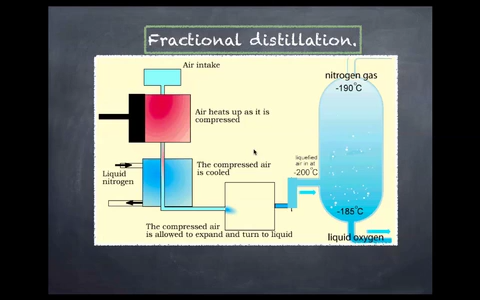 Fractional distillation.
Air intake
nitrogen gas
-190°C
Air heats up as it is
compressed
The compressed air
is cooled
Liquid
nitrogen
liquefied
air in at
-200°C
-185°C
The compressed air
is allowed to expand and turn to liquid
liquid oxygen